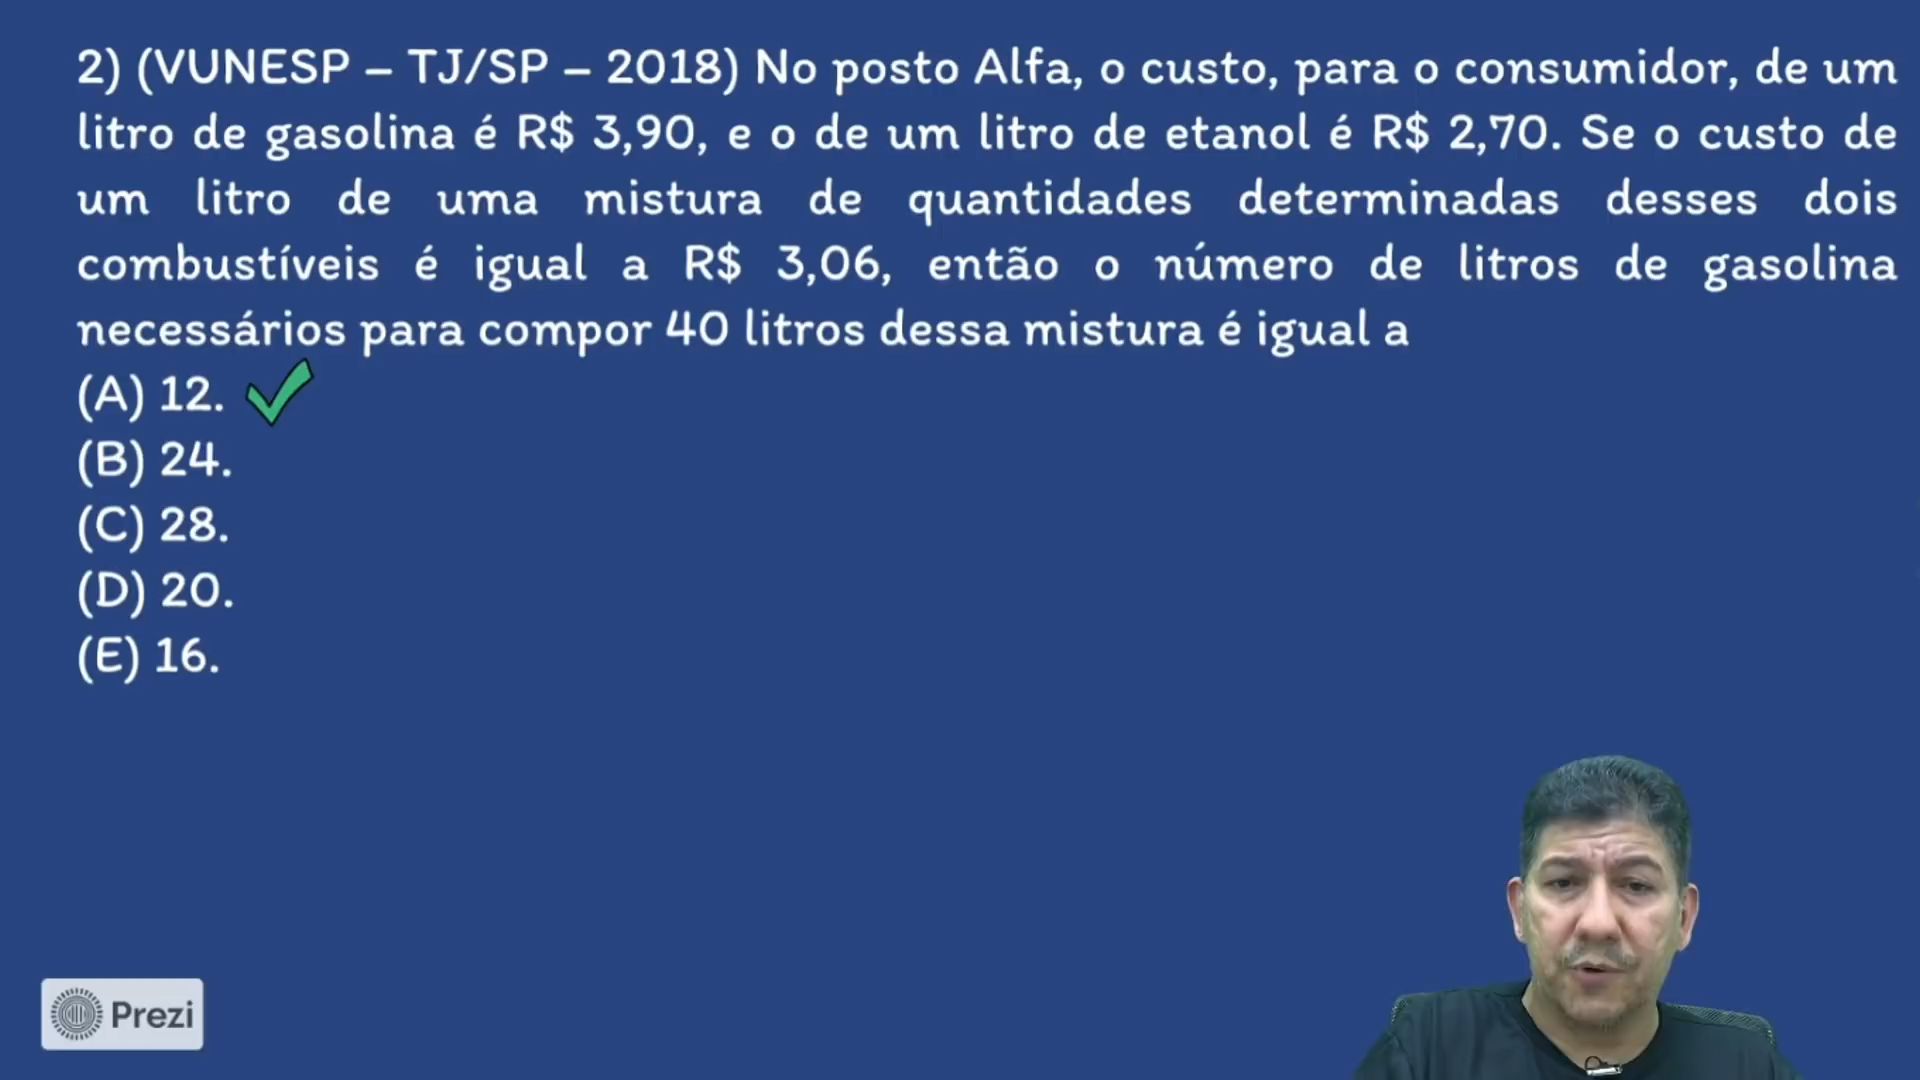 2) (VUNESP – TJ/SP – 2018) No posto Alfa, o custo, para o consumidor, de um
litro de gasolina é R$ 3,90, e o de um litro de etanol é R$ 2,70. Se o custo de
um litro de uma mistura de quantidades determinadas desses dois
combustíveis é igual a R$ 3,06, então o número de litros de gasolina
necessários para compor 40 litros dessa mistura é igual a
(A) 12.
(B) 24.
(C) 28.
(D) 20.
(E) 16.
Prezi